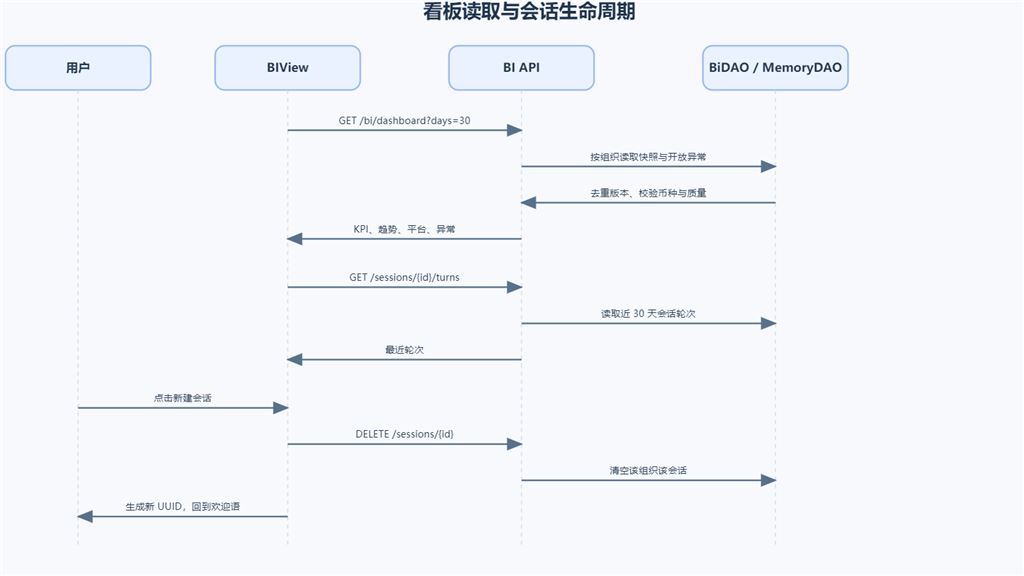 看板读取与会话生命周期
用户
BIView
BI API
BiDAO / MemoryDAO
GET /bi/dashboard?days=30
按组织读取快照与开放异常
去重版本、校验币种与质量
KPI、趋势、平台、异常
GET /sessions/{id}/turns
读取近 30 天会话轮次
最近轮次
点击新建会话
DELETE /sessions/{id}
清空该组织该会话
生成新 UUID，回到欢迎语